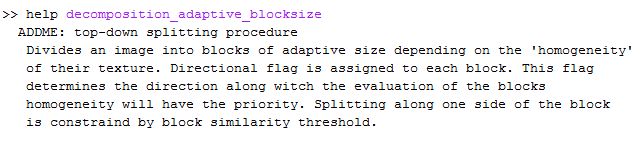 >> help decomposition_adaptive_blocksize
ADDME: top-down splitting procedure
Divides an image into blocks of adaptive size depending on the 'homogeneity'
of their texture. Directional flag is assigned to each block. This flag
determines the direction along witch the evaluation of the blocks
homogeneity will have the priority. Splitting along one side of the block
is constraind by block similarity threshold.